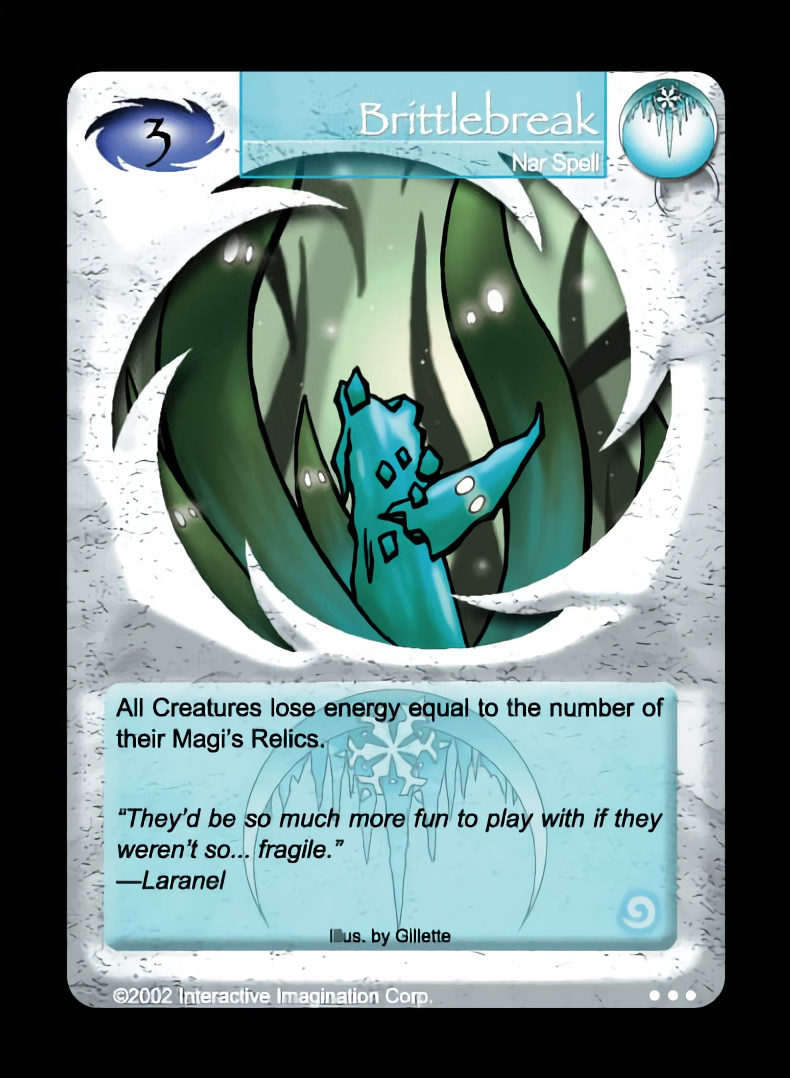 3
Brittlebreak
Nar Spell
All Creatures lose energy equal to the number of
their Magi's Relics.
“They'd be so much more fun to play with if they
weren't so... fragile.”
—Laranel
Illus. by Gillette
©2002 Interactive Imagination Corp.